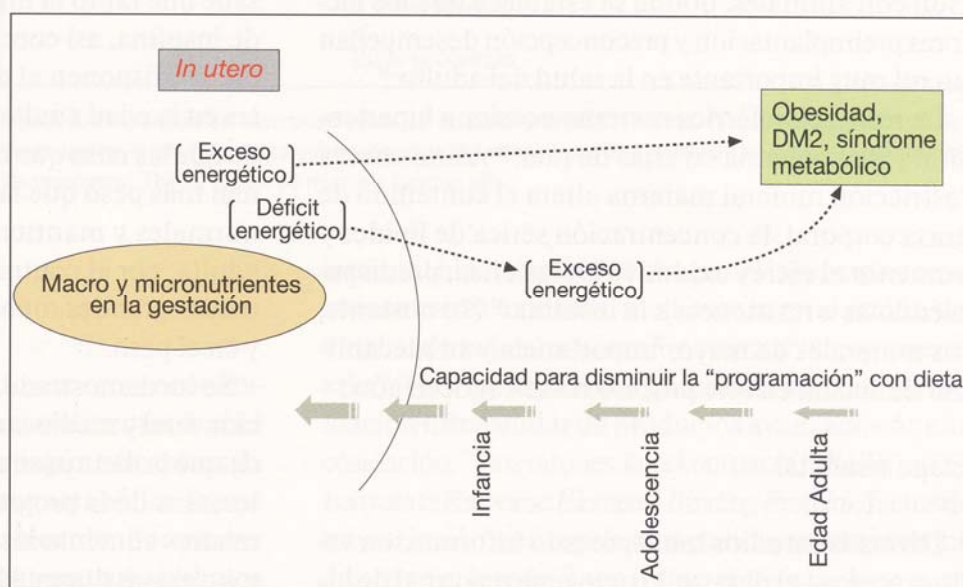 In utero
Exceso
energético
Déficit
energético
Macro y micronutrientes
en la gestación
Exceso
energético
Obesidad,
DM2, síndrome
metabólico
Capacidad para disminuir la “programación” con dieta
Infancia
Adolescencia
Edad Adulta